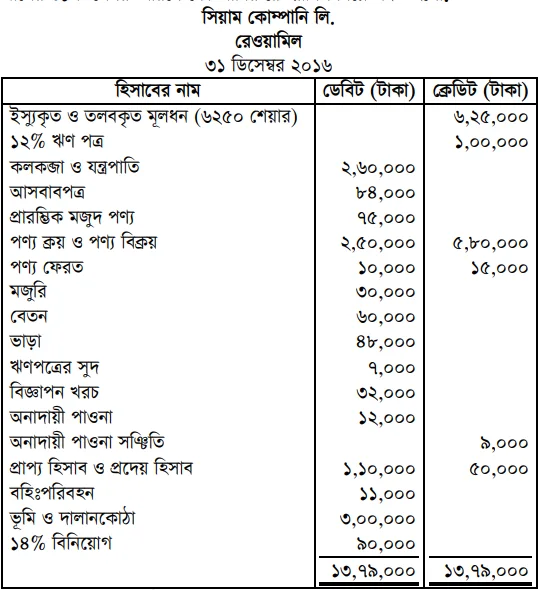 সিয়াম কোম্পানি লি.
রেওয়ামিল
৩১ ডিসেম্বর ২০১৬
হিসাবের নাম ডেবিট (টাকা) ক্রেডিট (টাকা)
ইস্যুকৃত ও তলবকৃত মূলধন (৬২৫০ শেয়ার) ৬,২৫,০০০
১২% ঋণ পত্র ১,০০,০০০
কলকব্জা ও যন্ত্রপাতি ২,৬০,০০০
আসবাবপত্র ৮৪,০০০
প্রারম্ভিক মজুদ পণ্য ৭৫,০০০
পণ্য ক্রয় ও পণ্য বিক্রয় ২,৫০,০০০ ৫,৮০,০০০
পণ্য ফেরত ১০,০০০ ১৫,০০০
মজুরি ৩০,০০০
বেতন ৬০,০০০
ভাড়া ৪৮,০০০
ঋণপত্রের সুদ ৭,০০০
বিজ্ঞাপন খরচ ৩২,০০০
অনাদায়ী পাওনা ১২,০০০
অনাদায়ী পাওনা সঞ্চিতি ৯,০০০
প্রাপ্য হিসাব ও প্রদেয় হিসাব ১,১০,০০০ ৫০,০০০
বহিঃপরিবহন ১১,০০০
ভূমি ও দালানকোঠা ৩,০০,০০০
১৪% বিনিয়োগ ৯০,০০০
১৩,৭৯,০০০ ১৩,৭৯,০০০